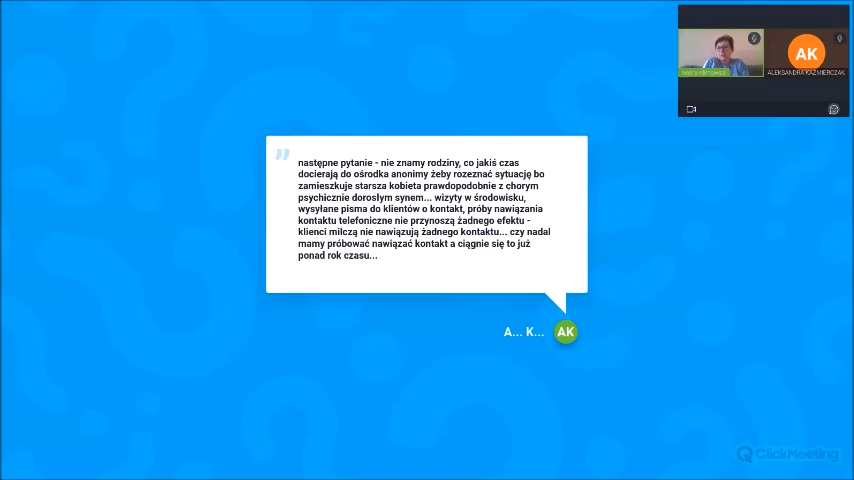 AK
Iwona Klimowicz
ALEKSANDRA KAŹMIERCZAK
następne pytanie - nie znamy rodziny, co jakiś czas
docierają do ośrodka anonimy żeby rozeznać sytuację bo
zamieszkuje starsza kobieta prawdopodobnie z chorym
psychicznie dorosłym synem... wizyty w środowisku,
wysyłane pisma do klientów o kontakt, próby nawiązania
kontaktu telefoniczne nie przynoszą żadnego efektu -
klienci milczą nie nawiązują żadnego kontaktu... czy nadal
mamy próbować nawiązać kontakt a ciągnie się to już
ponad rok czasu...
A... K... AK
ClickMeeting